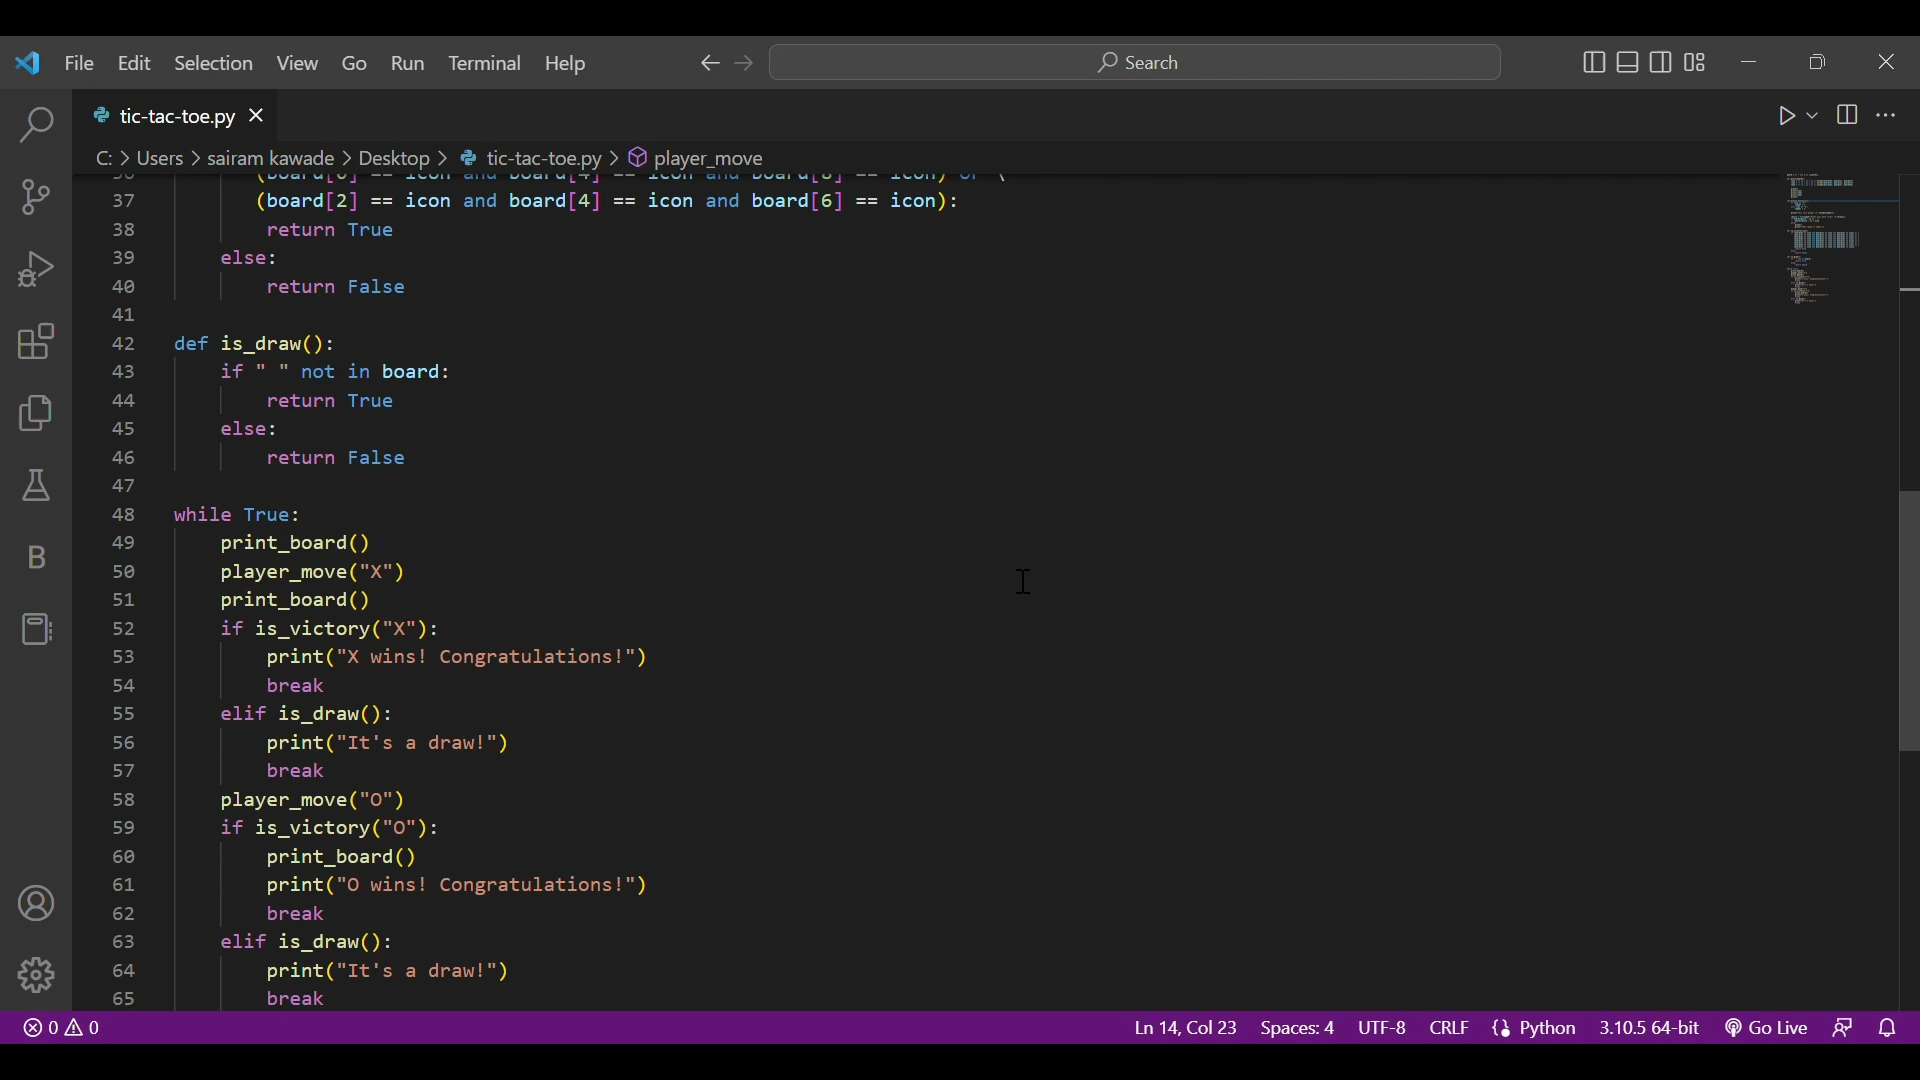 File Edit Selection View Go Run Terminal Help Search
tic-tac-toe.py
C: > Users > sairam kawade > Desktop > tic-tac-toe.py > player_move
37 (board[2] == icon and board[4] == icon and board[6] == icon):
38 return True
39 else:
40 return False
41
42 def is_draw():
43 if " " not in board:
44 return True
45 else:
46 return False
47
48 while True:
49 print_board()
50 player_move("X")
51 print_board()
52 if is_victory("X"):
53 print("X wins! Congratulations!")
54 break
55 elif is_draw():
56 print("It's a draw!")
57 break
58 player_move("O")
59 if is_victory("O"):
60 print_board()
61 print("O wins! Congratulations!")
62 break
63 elif is_draw():
64 print("It's a draw!")
65 break
B
0 0 Ln 14, Col 23 Spaces: 4 UTF-8 CRLF Python 3.10.5 64-bit Go Live